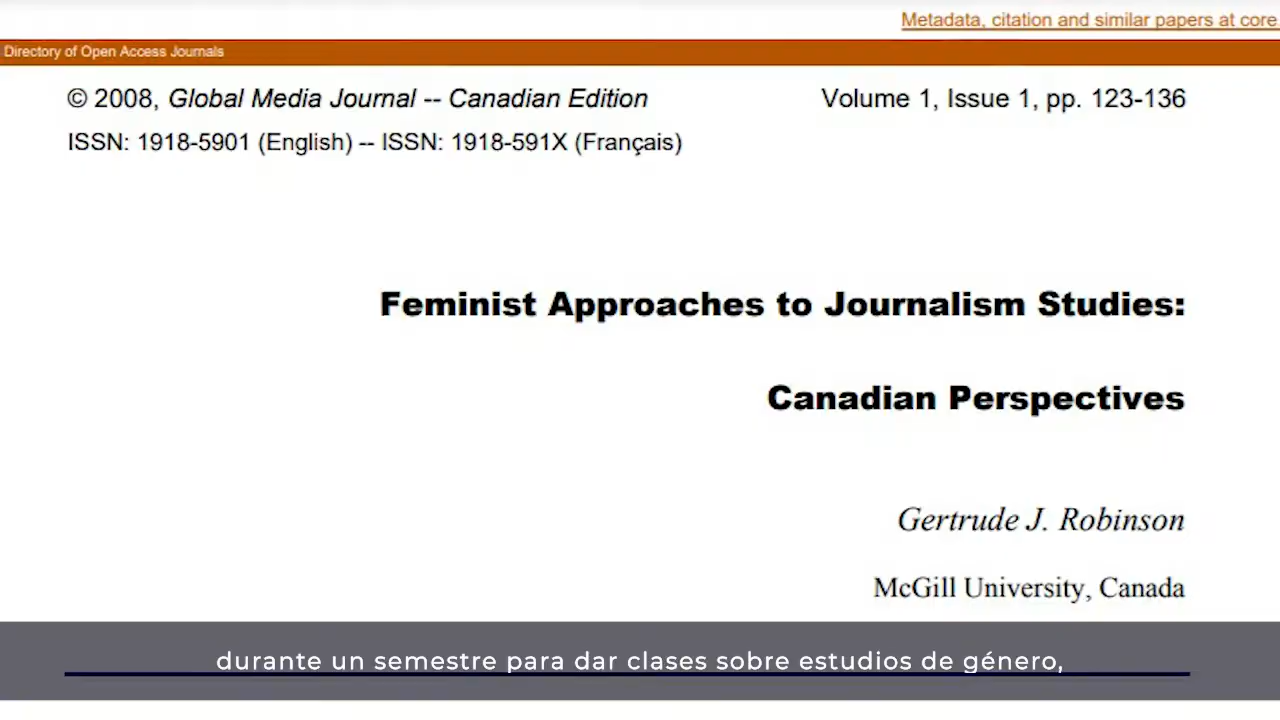 Metadata, citation and similar papers at core
Directory of Open Access Journals
© 2008, Global Media Journal -- Canadian Edition Volume 1, Issue 1, pp. 123-136
ISSN: 1918-5901 (English) -- ISSN: 1918-591X (Français)
Feminist Approaches to Journalism Studies:
Canadian Perspectives
Gertrude J. Robinson
McGill University, Canada
durante un semestre para dar clases sobre estudios de género,